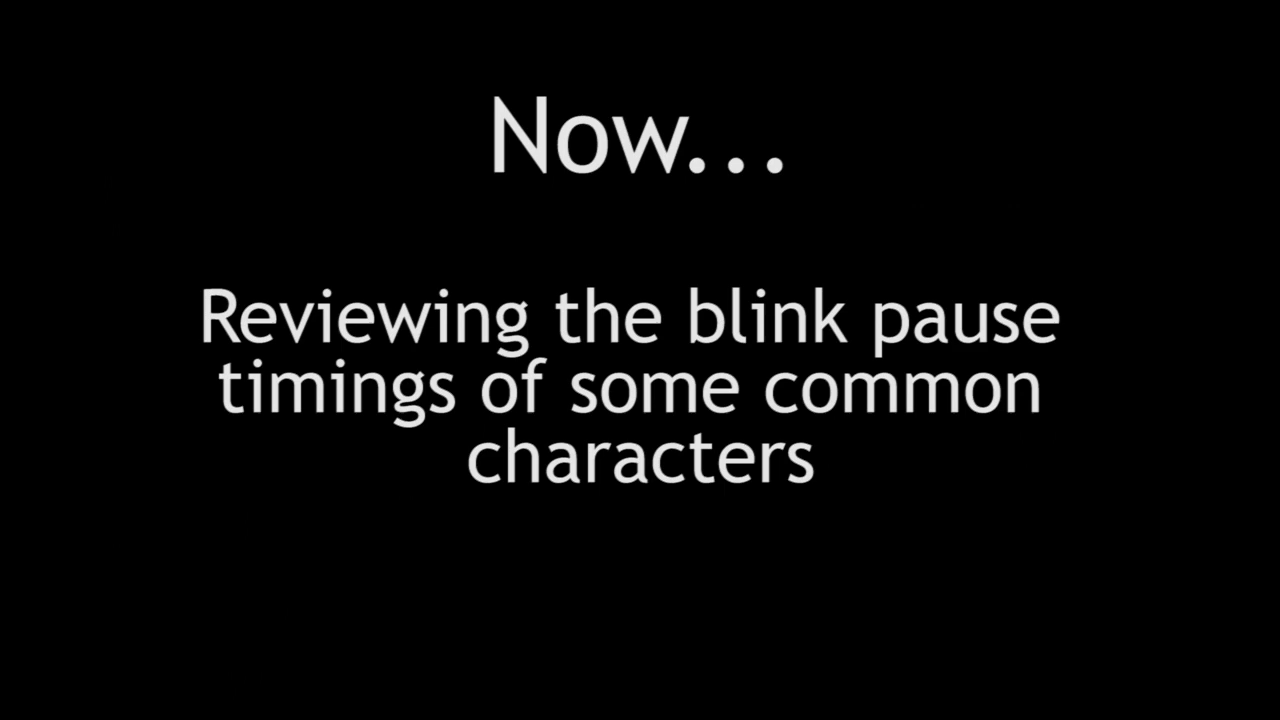 Now...
Reviewing the blink pause
timings of some common
characters